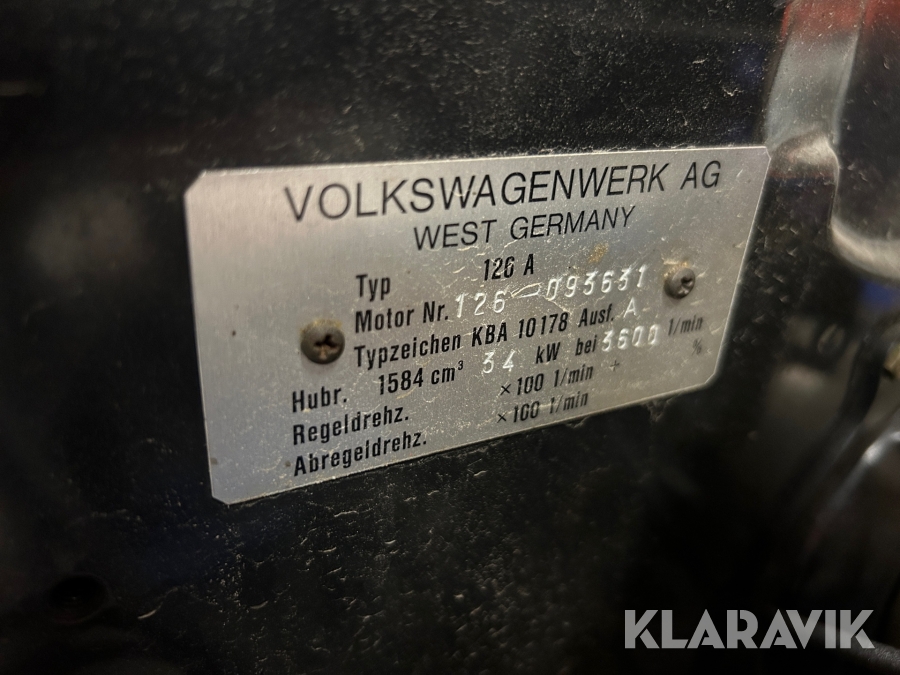 VOLKSWAGENWERK AG
WEST GERMANY
Typ 126 A
Motor Nr. 126-093631
Typzeichen KBA 10178 Ausf. A
Hubr. 1584 cm³ 34 kW bei 3600 1/min
Regeldrehz. ×100 1/min + %
Abregeldrehz. ×100 1/min
KLARAVIK